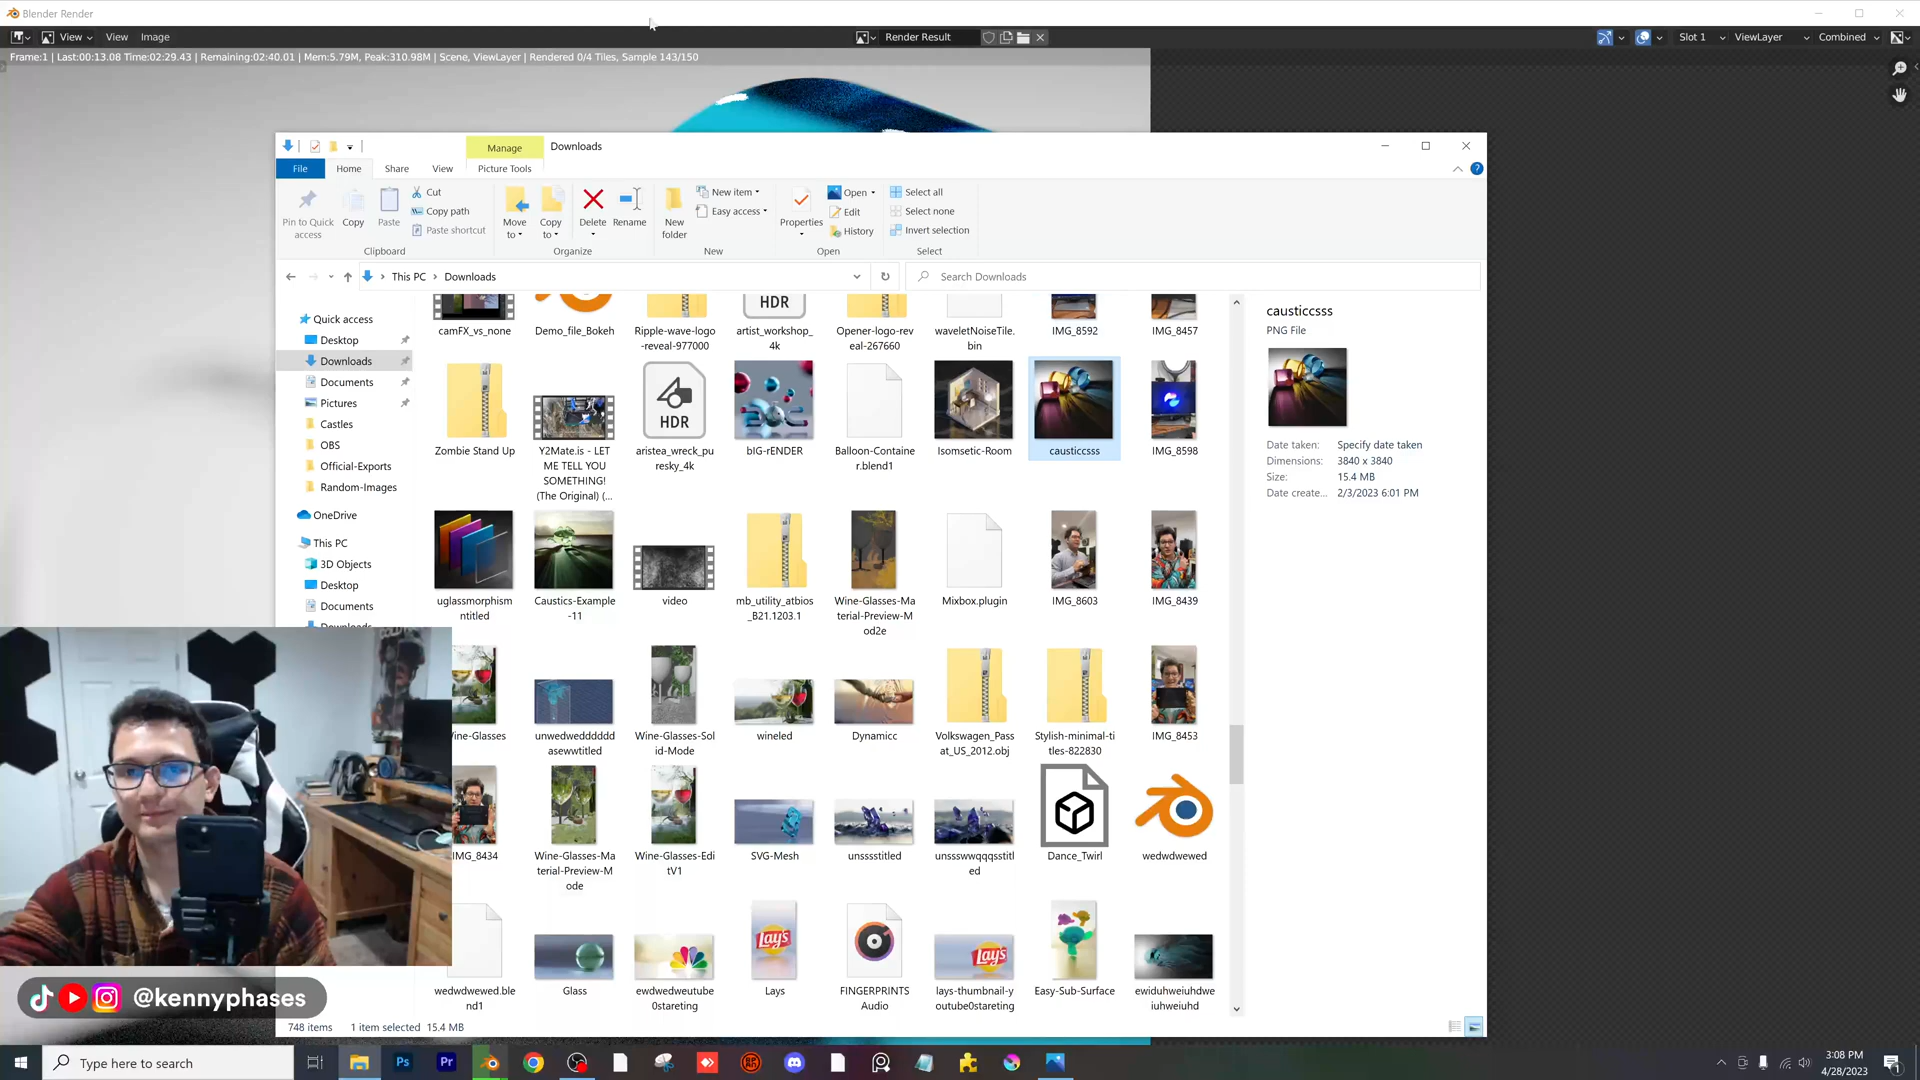 Blender Render
View
View
Image
Render Result
Slot 1
ViewLayer
Combined
Frame:1 | Last:00:13.08 Time:02:29.43 | Remaining:02:40.01 | Mem:5.79M, Peak:310.98M | Scene, ViewLayer | Rendered 0/4 Tiles, Sample 143/150
Manage
Downloads
File
Home
Share
View
Picture Tools
Pin to Quick
access
Copy
Paste
Cut
Copy path
Paste shortcut
Clipboard
Move
to
Copy
to
Delete
Rename
Organize
New
folder
New item
Easy access
New
Properties
Open
Edit
History
Open
Select all
Select none
Invert selection
Select
This PC
Downloads
Search Downloads
Quick access
Desktop
Downloads
Documents
Pictures
Castles
OBS
Official-Exports
Random-Images
OneDrive
This PC
3D Objects
Desktop
Documents
Downloads
HDR
camFX_vs_none
Demo_file_Bokeh
Ripple-wave-logo
-reveal-977000
artist_workshop_
4k
Opener-logo-rev
eal-267660
waveletNoiseTile.
bin
IMG_8592
IMG_8457
HDR
Zombie Stand Up
Y2Mate.is - LET
ME TELL YOU
SOMETHING!
(The Original) (...
aristea_wreck_pu
resky_4k
bIG-rENDER
Balloon-Containe
r.blend1
Isomsetic-Room
causticcsss
IMG_8598
uglassmorphism
ntitled
Caustics-Example
-11
video
mb_utility_atbios
_B21.1203.1
Wine-Glasses-Ma
terial-Preview-M
od2e
Mixbox.plugin
IMG_8603
IMG_8439
Wine-Glasses
unwedwedddddd
asewwtitled
Wine-Glasses-Sol
id-Mode
wineled
Dynamicc
Volkswagen_Pass
at_US_2012.obj
Stylish-minimal-ti
tles-822830
IMG_8453
IMG_8434
Wine-Glasses-Ma
terial-Preview-M
ode
Wine-Glasses-Edi
tV1
SVG-Mesh
unsssstitled
unssswwqqqsstitl
ed
Dance_Twirl
wedwdwewed
Lays
Lays
wedwdwewed.ble
nd1
Glass
ewdwedweutube
0stareting
Lays
FINGERPRINTS
Audio
lays-thumbnail-y
outube0stareting
Easy-Sub-Surface
ewiduhweiuhdwe
iuhweiuhd
causticcsss
PNG File
Date taken: Specify date taken
Dimensions: 3840 x 3840
Size: 15.4 MB
Date create... 2/3/2023 6:01 PM
@kennyphases
748 items
1 item selected 15.4 MB
Type here to search
Ps
Pr
3:08 PM
4/28/2023
1